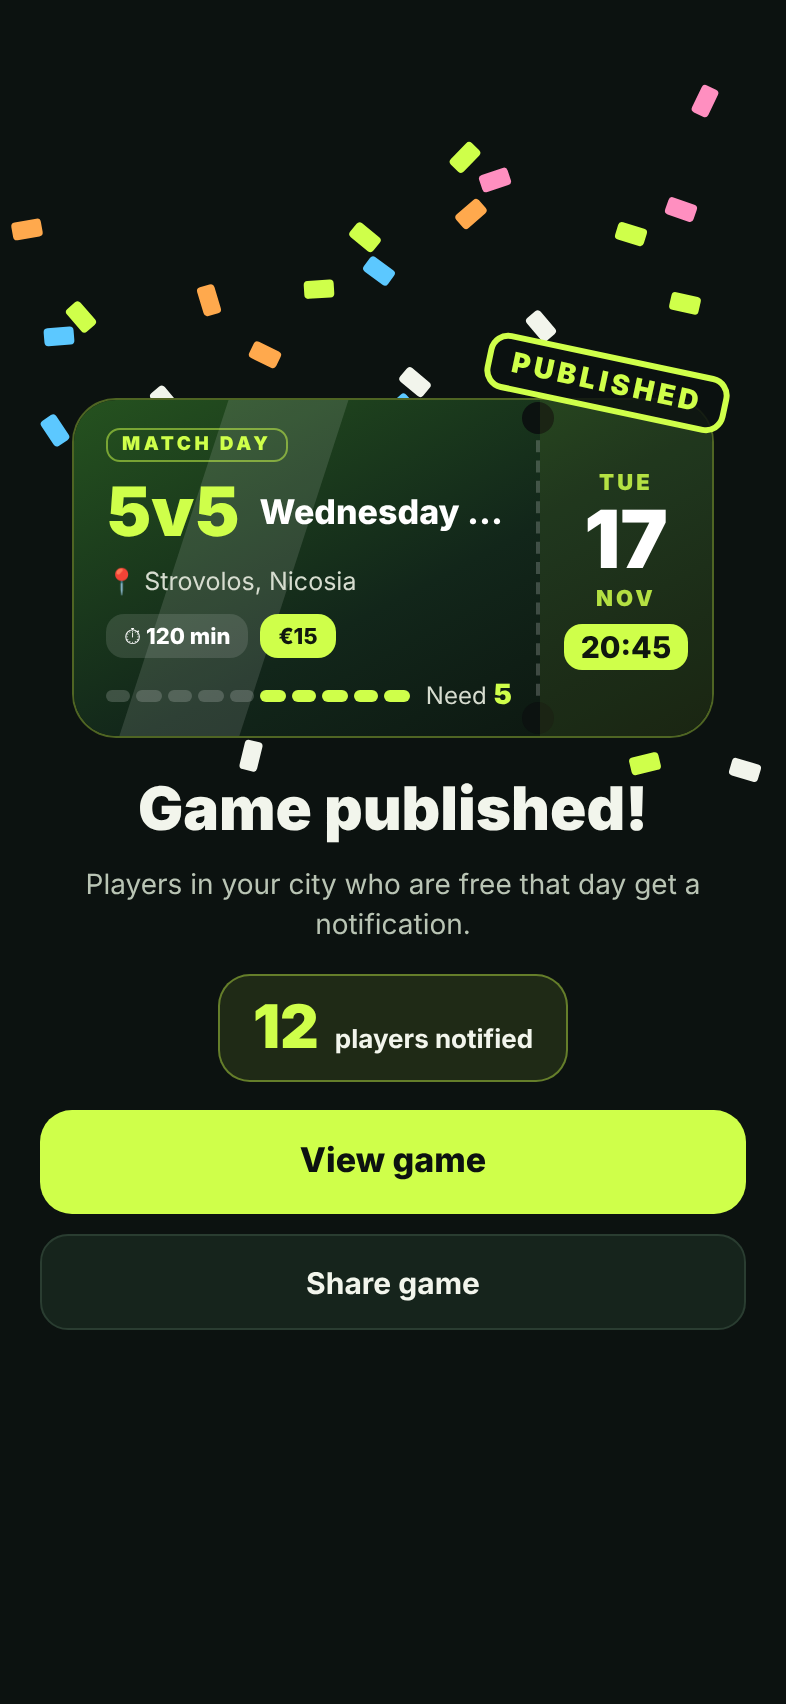 PUBLISHED
MATCH DAY
5v5 Wednesday ...
📍 Strovolos, Nicosia
⏱ 120 min €15
Need 5
TUE
17
NOV
20:45
Game published!
Players in your city who are free that day get a
notification.
12 players notified
View game
Share game